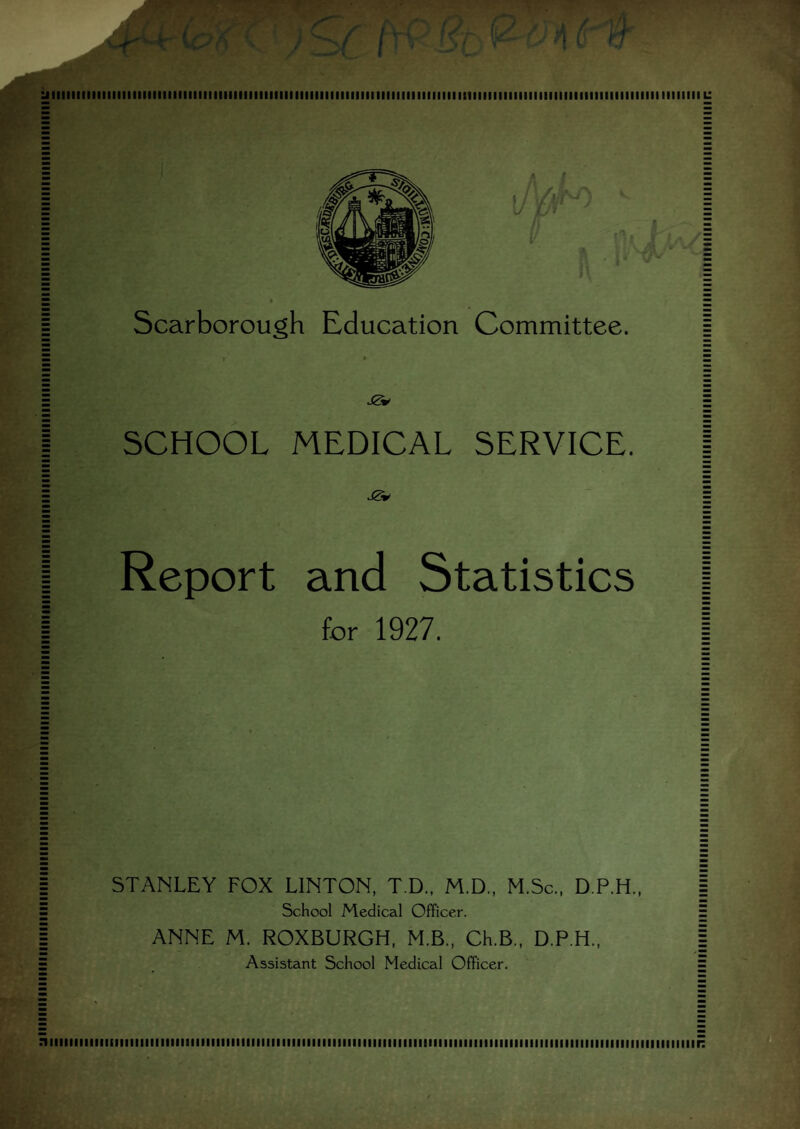 SCARBORO
Scarborough Education Committee.
SCHOOL MEDICAL SERVICE.
Report and Statistics
for 1927.
STANLEY FOX LINTON, T.D., M.D., M.Sc., D.P.H.,
School Medical Officer.
ANNE M. ROXBURGH, M.B., Ch.B., D.P.H.,
Assistant School Medical Officer.